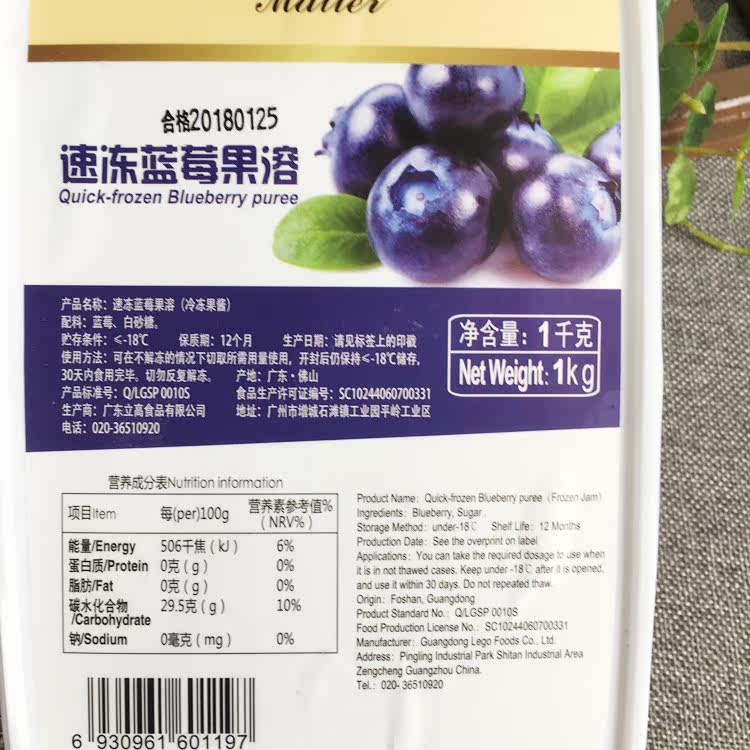 Matter
合格20180125
速冻蓝莓果溶
Quick-frozen Blueberry puree
产品名称：速冻蓝莓果溶（冷冻果酱）
配料：蓝莓、白砂糖。
贮存条件：≤-18℃ 保质期：12个月 生产日期：请见标签上的印戳
使用方法：可在不解冻的情况下切取所需用量使用，开封后仍保持≤-18℃储存，
30天内食用完毕。切勿反复解冻。 产地：广东·佛山
产品标准号：Q/LGSP 0010S 食品生产许可证编号：SC10244060700331
生产商：广东立高食品有限公司 地址：广州市增城石滩镇工业园平岭工业区
电话：020-36510920
净含量：1千克
Net Weight：1kg
营养成分表Nutrition information
项目Item 每(per)100g 营养素参考值%
（NRV%）
能量/Energy 506千焦（kJ） 6%
蛋白质/Protein 0克（g） 0%
脂肪/Fat 0克（g） 0%
碳水化合物 29.5克（g） 10%
/Carbohydrate
钠/Sodium 0毫克（mg） 0%
Product Name：Quick-frozen Blueberry puree（Frozen Jam）
Ingredients：Blueberry, Sugar .
Storage Method：under-18℃ Shelf Life：12 Months
Production Date：See the overprint on label
Applications：You can take the required dosage to use when
it is in not thawed cases. Keep under -18℃ after it is opened,
and use it within 30 days. Do not repeated thaw.
Origin：Foshan, Guangdong
Product Standard No.：Q/LGSP 0010S
Food Production License No.：SC10244060700331
Manufacturer：Guangdong Lego Foods Co., Ltd.
Address：Pingling Industrial Park Shitan Industrial Area
Zengcheng Guangzhou China.
Tel.：020- 36510920
6 930961 601197